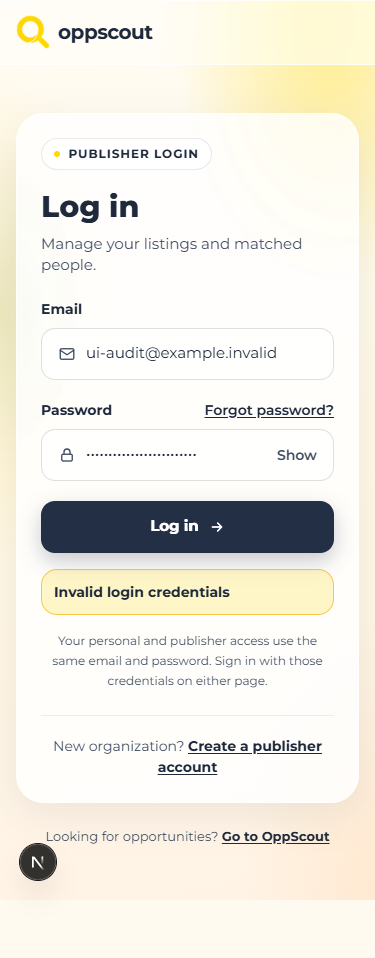 oppscout
PUBLISHER LOGIN
Log in
Manage your listings and matched
people.
Email
ui-audit@example.invalid
Password Forgot password?
Show
Log in →
Invalid login credentials
Your personal and publisher access use the
same email and password. Sign in with those
credentials on either page.
New organization? Create a publisher
account
Looking for opportunities? Go to OppScout
N